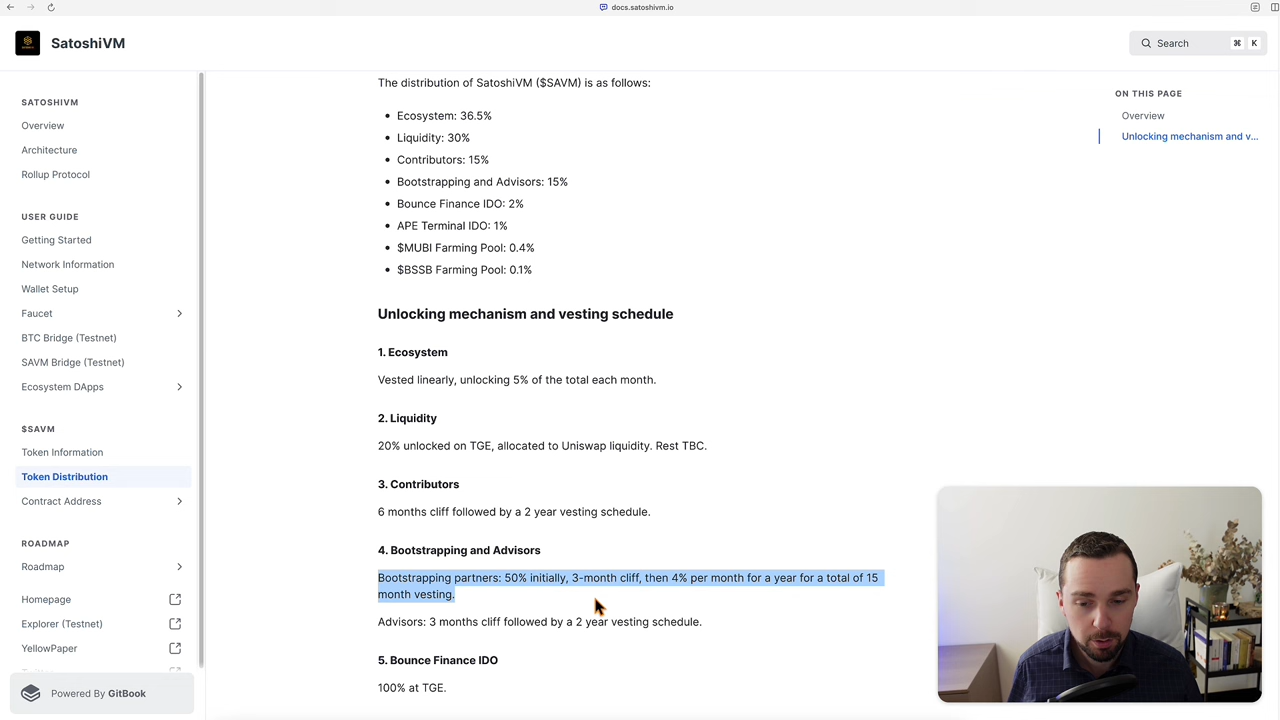 docs.satoshivm.io
SatoshiVM
Search
⌘ K
SATOSHIVM
Overview
Architecture
Rollup Protocol
USER GUIDE
Getting Started
Network Information
Wallet Setup
Faucet
BTC Bridge (Testnet)
SAVM Bridge (Testnet)
Ecosystem DApps
$SAVM
Token Information
Token Distribution
Contract Address
ROADMAP
Roadmap
Homepage
Explorer (Testnet)
YellowPaper
Powered By GitBook
The distribution of SatoshiVM ($SAVM) is as follows:
• Ecosystem: 36.5%
• Liquidity: 30%
• Contributors: 15%
• Bootstrapping and Advisors: 15%
• Bounce Finance IDO: 2%
• APE Terminal IDO: 1%
• $MUBI Farming Pool: 0.4%
• $BSSB Farming Pool: 0.1%
Unlocking mechanism and vesting schedule
1. Ecosystem
Vested linearly, unlocking 5% of the total each month.
2. Liquidity
20% unlocked on TGE, allocated to Uniswap liquidity. Rest TBC.
3. Contributors
6 months cliff followed by a 2 year vesting schedule.
4. Bootstrapping and Advisors
Bootstrapping partners: 50% initially, 3-month cliff, then 4% per month for a year for a total of 15
month vesting.
Advisors: 3 months cliff followed by a 2 year vesting schedule.
5. Bounce Finance IDO
100% at TGE.
ON THIS PAGE
Overview
Unlocking mechanism and v...